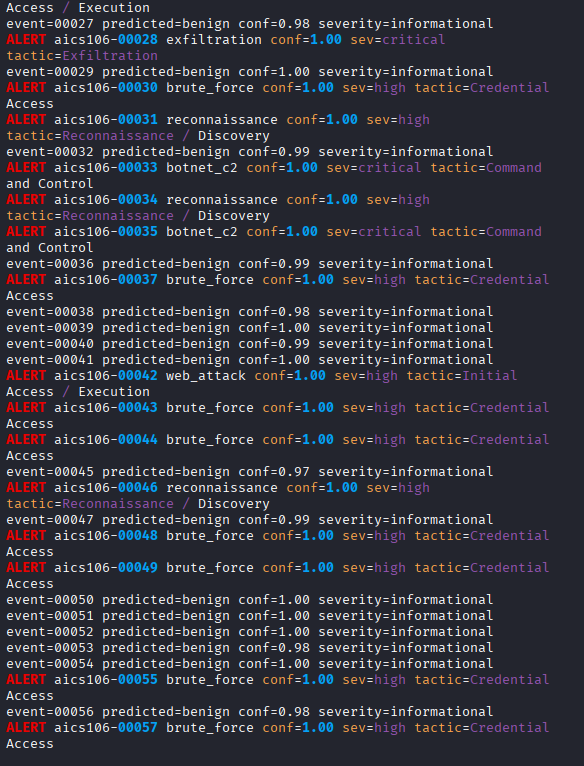 Access / Execution
event=00027 predicted=benign conf=0.98 severity=informational
ALERT aics106-00028 exfiltration conf=1.00 sev=critical
tactic=Exfiltration
event=00029 predicted=benign conf=1.00 severity=informational
ALERT aics106-00030 brute_force conf=1.00 sev=high tactic=Credential
Access
ALERT aics106-00031 reconnaissance conf=1.00 sev=high
tactic=Reconnaissance / Discovery
event=00032 predicted=benign conf=0.99 severity=informational
ALERT aics106-00033 botnet_c2 conf=1.00 sev=critical tactic=Command
and Control
ALERT aics106-00034 reconnaissance conf=1.00 sev=high
tactic=Reconnaissance / Discovery
ALERT aics106-00035 botnet_c2 conf=1.00 sev=critical tactic=Command
and Control
event=00036 predicted=benign conf=0.99 severity=informational
ALERT aics106-00037 brute_force conf=1.00 sev=high tactic=Credential
Access
event=00038 predicted=benign conf=0.98 severity=informational
event=00039 predicted=benign conf=1.00 severity=informational
event=00040 predicted=benign conf=0.99 severity=informational
event=00041 predicted=benign conf=1.00 severity=informational
ALERT aics106-00042 web_attack conf=1.00 sev=high tactic=Initial
Access / Execution
ALERT aics106-00043 brute_force conf=1.00 sev=high tactic=Credential
Access
ALERT aics106-00044 brute_force conf=1.00 sev=high tactic=Credential
Access
event=00045 predicted=benign conf=0.97 severity=informational
ALERT aics106-00046 reconnaissance conf=1.00 sev=high
tactic=Reconnaissance / Discovery
event=00047 predicted=benign conf=0.99 severity=informational
ALERT aics106-00048 brute_force conf=1.00 sev=high tactic=Credential
Access
ALERT aics106-00049 brute_force conf=1.00 sev=high tactic=Credential
Access
event=00050 predicted=benign conf=1.00 severity=informational
event=00051 predicted=benign conf=1.00 severity=informational
event=00052 predicted=benign conf=1.00 severity=informational
event=00053 predicted=benign conf=0.98 severity=informational
event=00054 predicted=benign conf=1.00 severity=informational
ALERT aics106-00055 brute_force conf=1.00 sev=high tactic=Credential
Access
event=00056 predicted=benign conf=0.98 severity=informational
ALERT aics106-00057 brute_force conf=1.00 sev=high tactic=Credential
Access